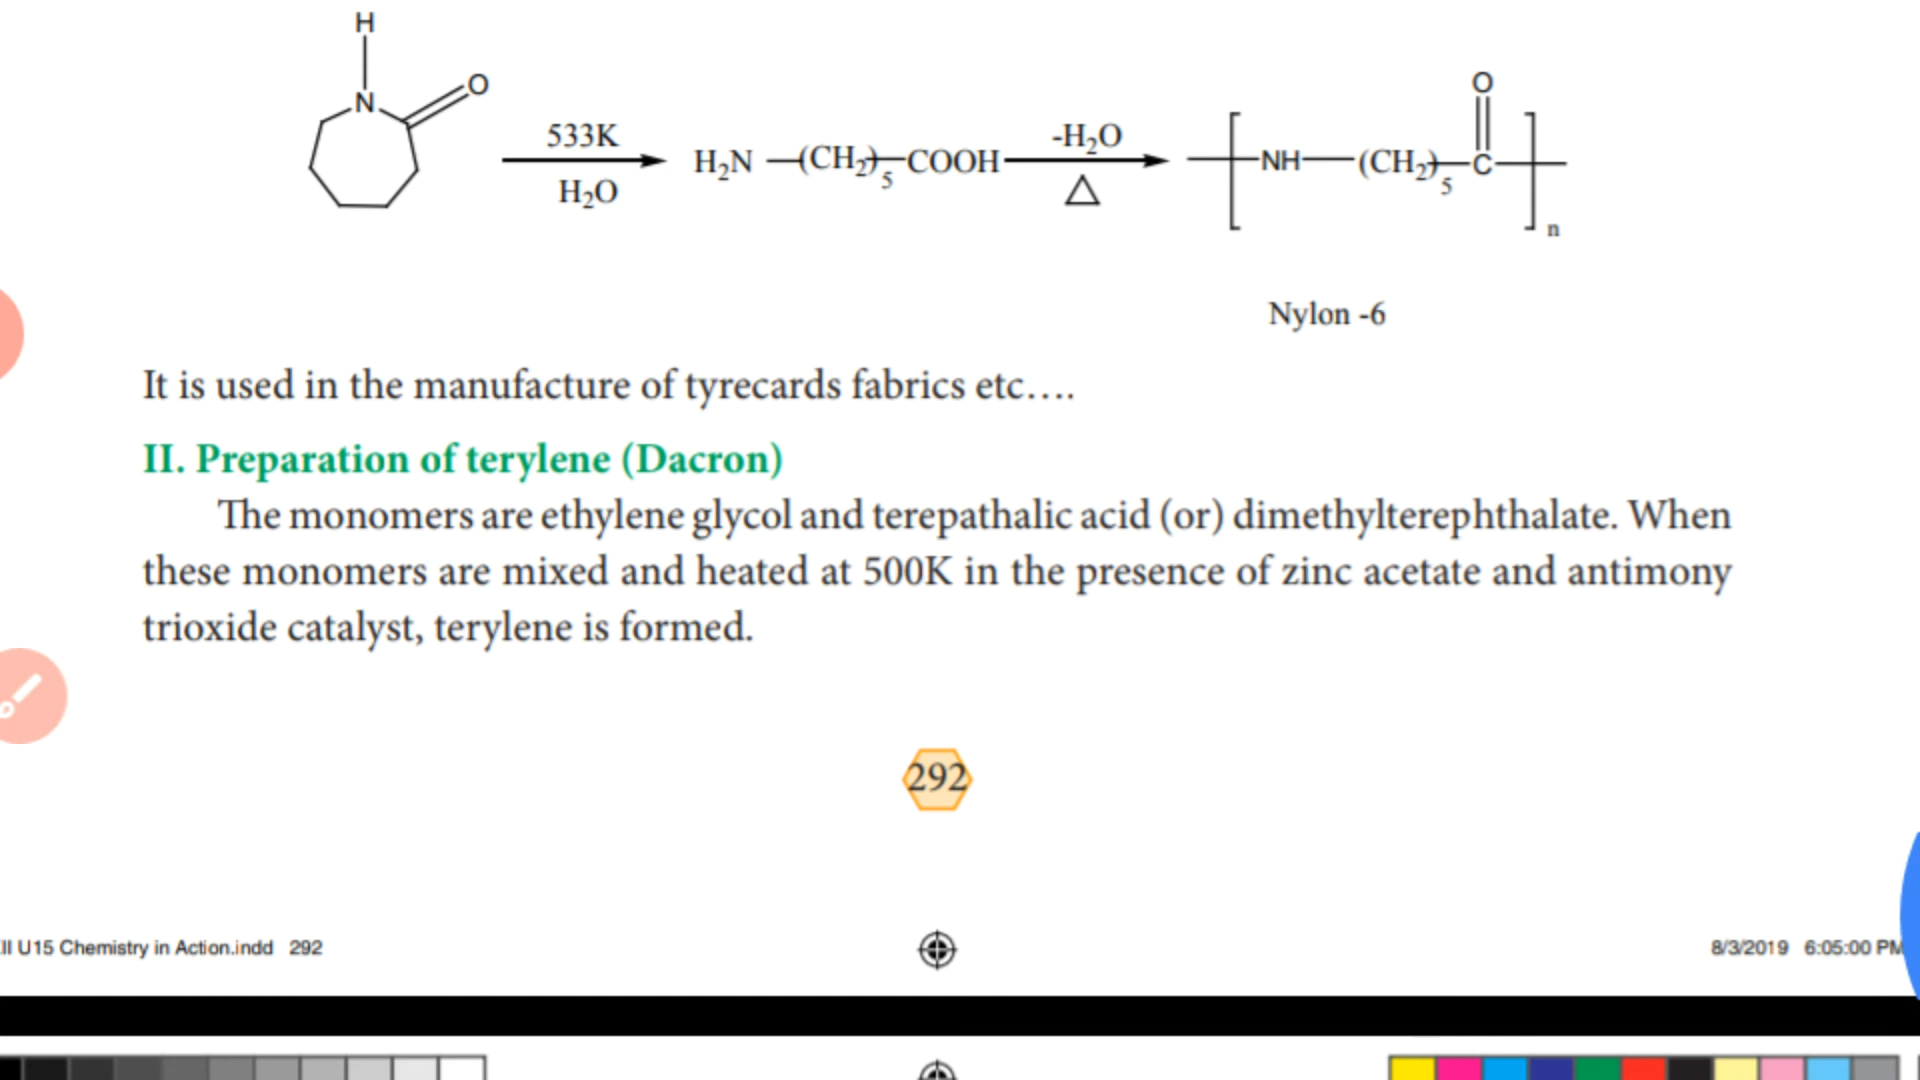 H
N
O
533K
H₂O
H₂N—(CH₂)₅—COOH
-H₂O
△
[NH—(CH₂)₅—C]n
O
Nylon -6
It is used in the manufacture of tyrecards fabrics etc….
II. Preparation of terylene (Dacron)
The monomers are ethylene glycol and terepathalic acid (or) dimethylterephthalate. When
these monomers are mixed and heated at 500K in the presence of zinc acetate and antimony
trioxide catalyst, terylene is formed.
292
II U15 Chemistry in Action.indd 292
8/3/2019 6:05:00 PM